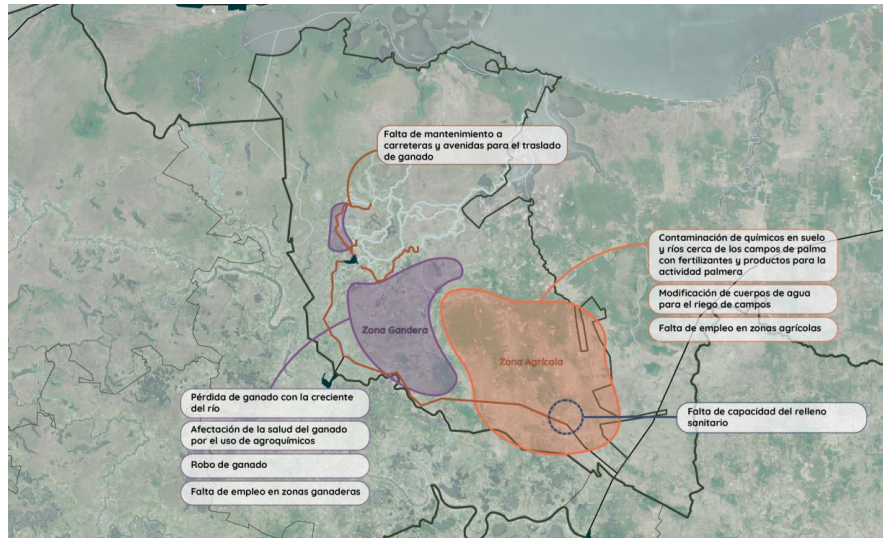 Falta de mantenimiento a
carreteras y avenidas para el traslado
de ganado
Contaminación de químicos en suelo
y ríos cerca de los campos de palma
con fertilizantes y productos para la
actividad palmera
Modificación de cuerpos de agua
para el riego de campos
Falta de empleo en zonas agrícolas
Zona Gandera
Zona Agrícola
Pérdida de ganado con la creciente
del río
Afectación de la salud del ganado
por el uso de agroquímicos
Robo de ganado
Falta de empleo en zonas ganaderas
Falta de capacidad del relleno
sanitario